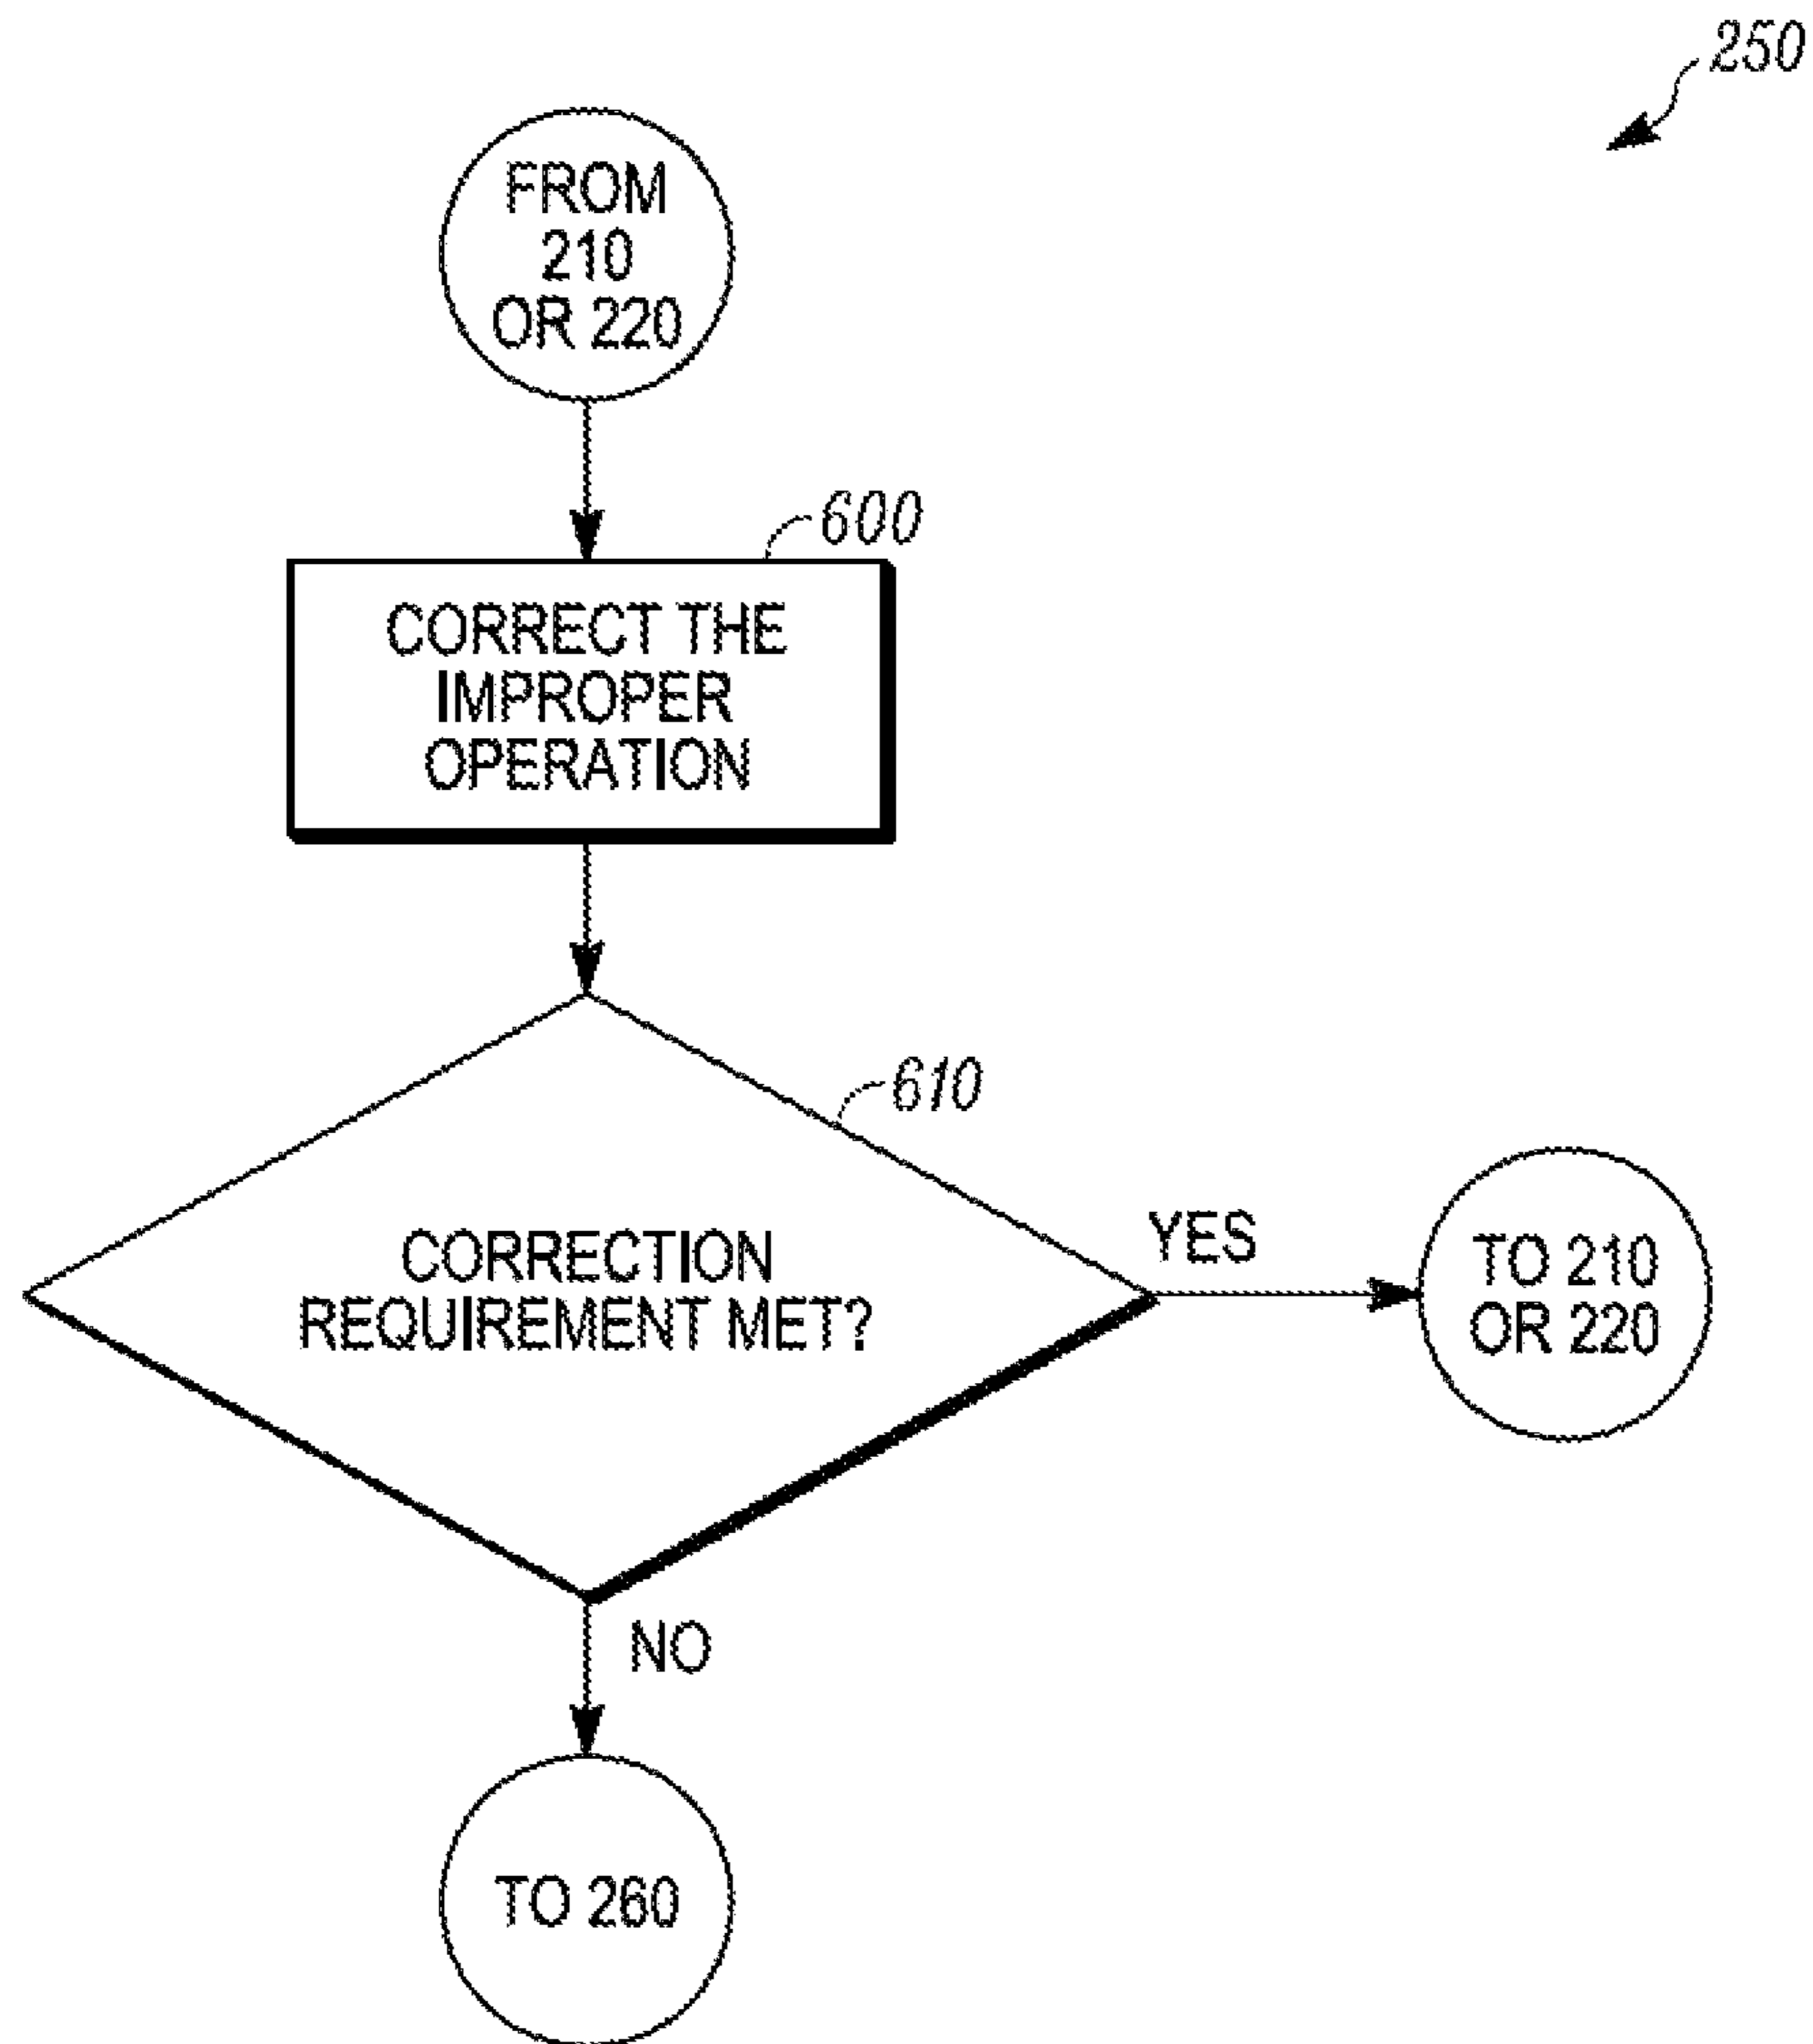 250
FROM
210
OR 220
600
CORRECT THE
IMPROPER
OPERATION
610
CORRECTION
REQUIREMENT MET?
YES
TO 210
OR 220
NO
TO 260